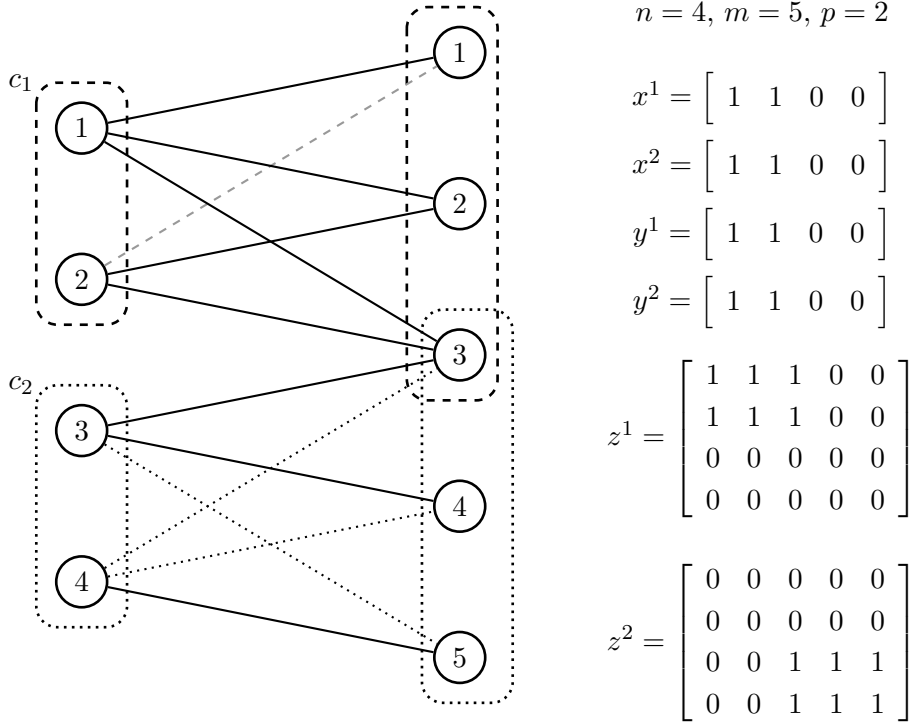 n = 4, m = 5, p = 2
c₁
1
2
c₂
3
4
1
2
3
4
5
x¹ = [ 1 1 0 0 ]
x² = [ 1 1 0 0 ]
y¹ = [ 1 1 0 0 ]
y² = [ 1 1 0 0 ]
z¹ =
1 1 1 0 0
1 1 1 0 0
0 0 0 0 0
0 0 0 0 0
z² =
0 0 0 0 0
0 0 0 0 0
0 0 1 1 1
0 0 1 1 1